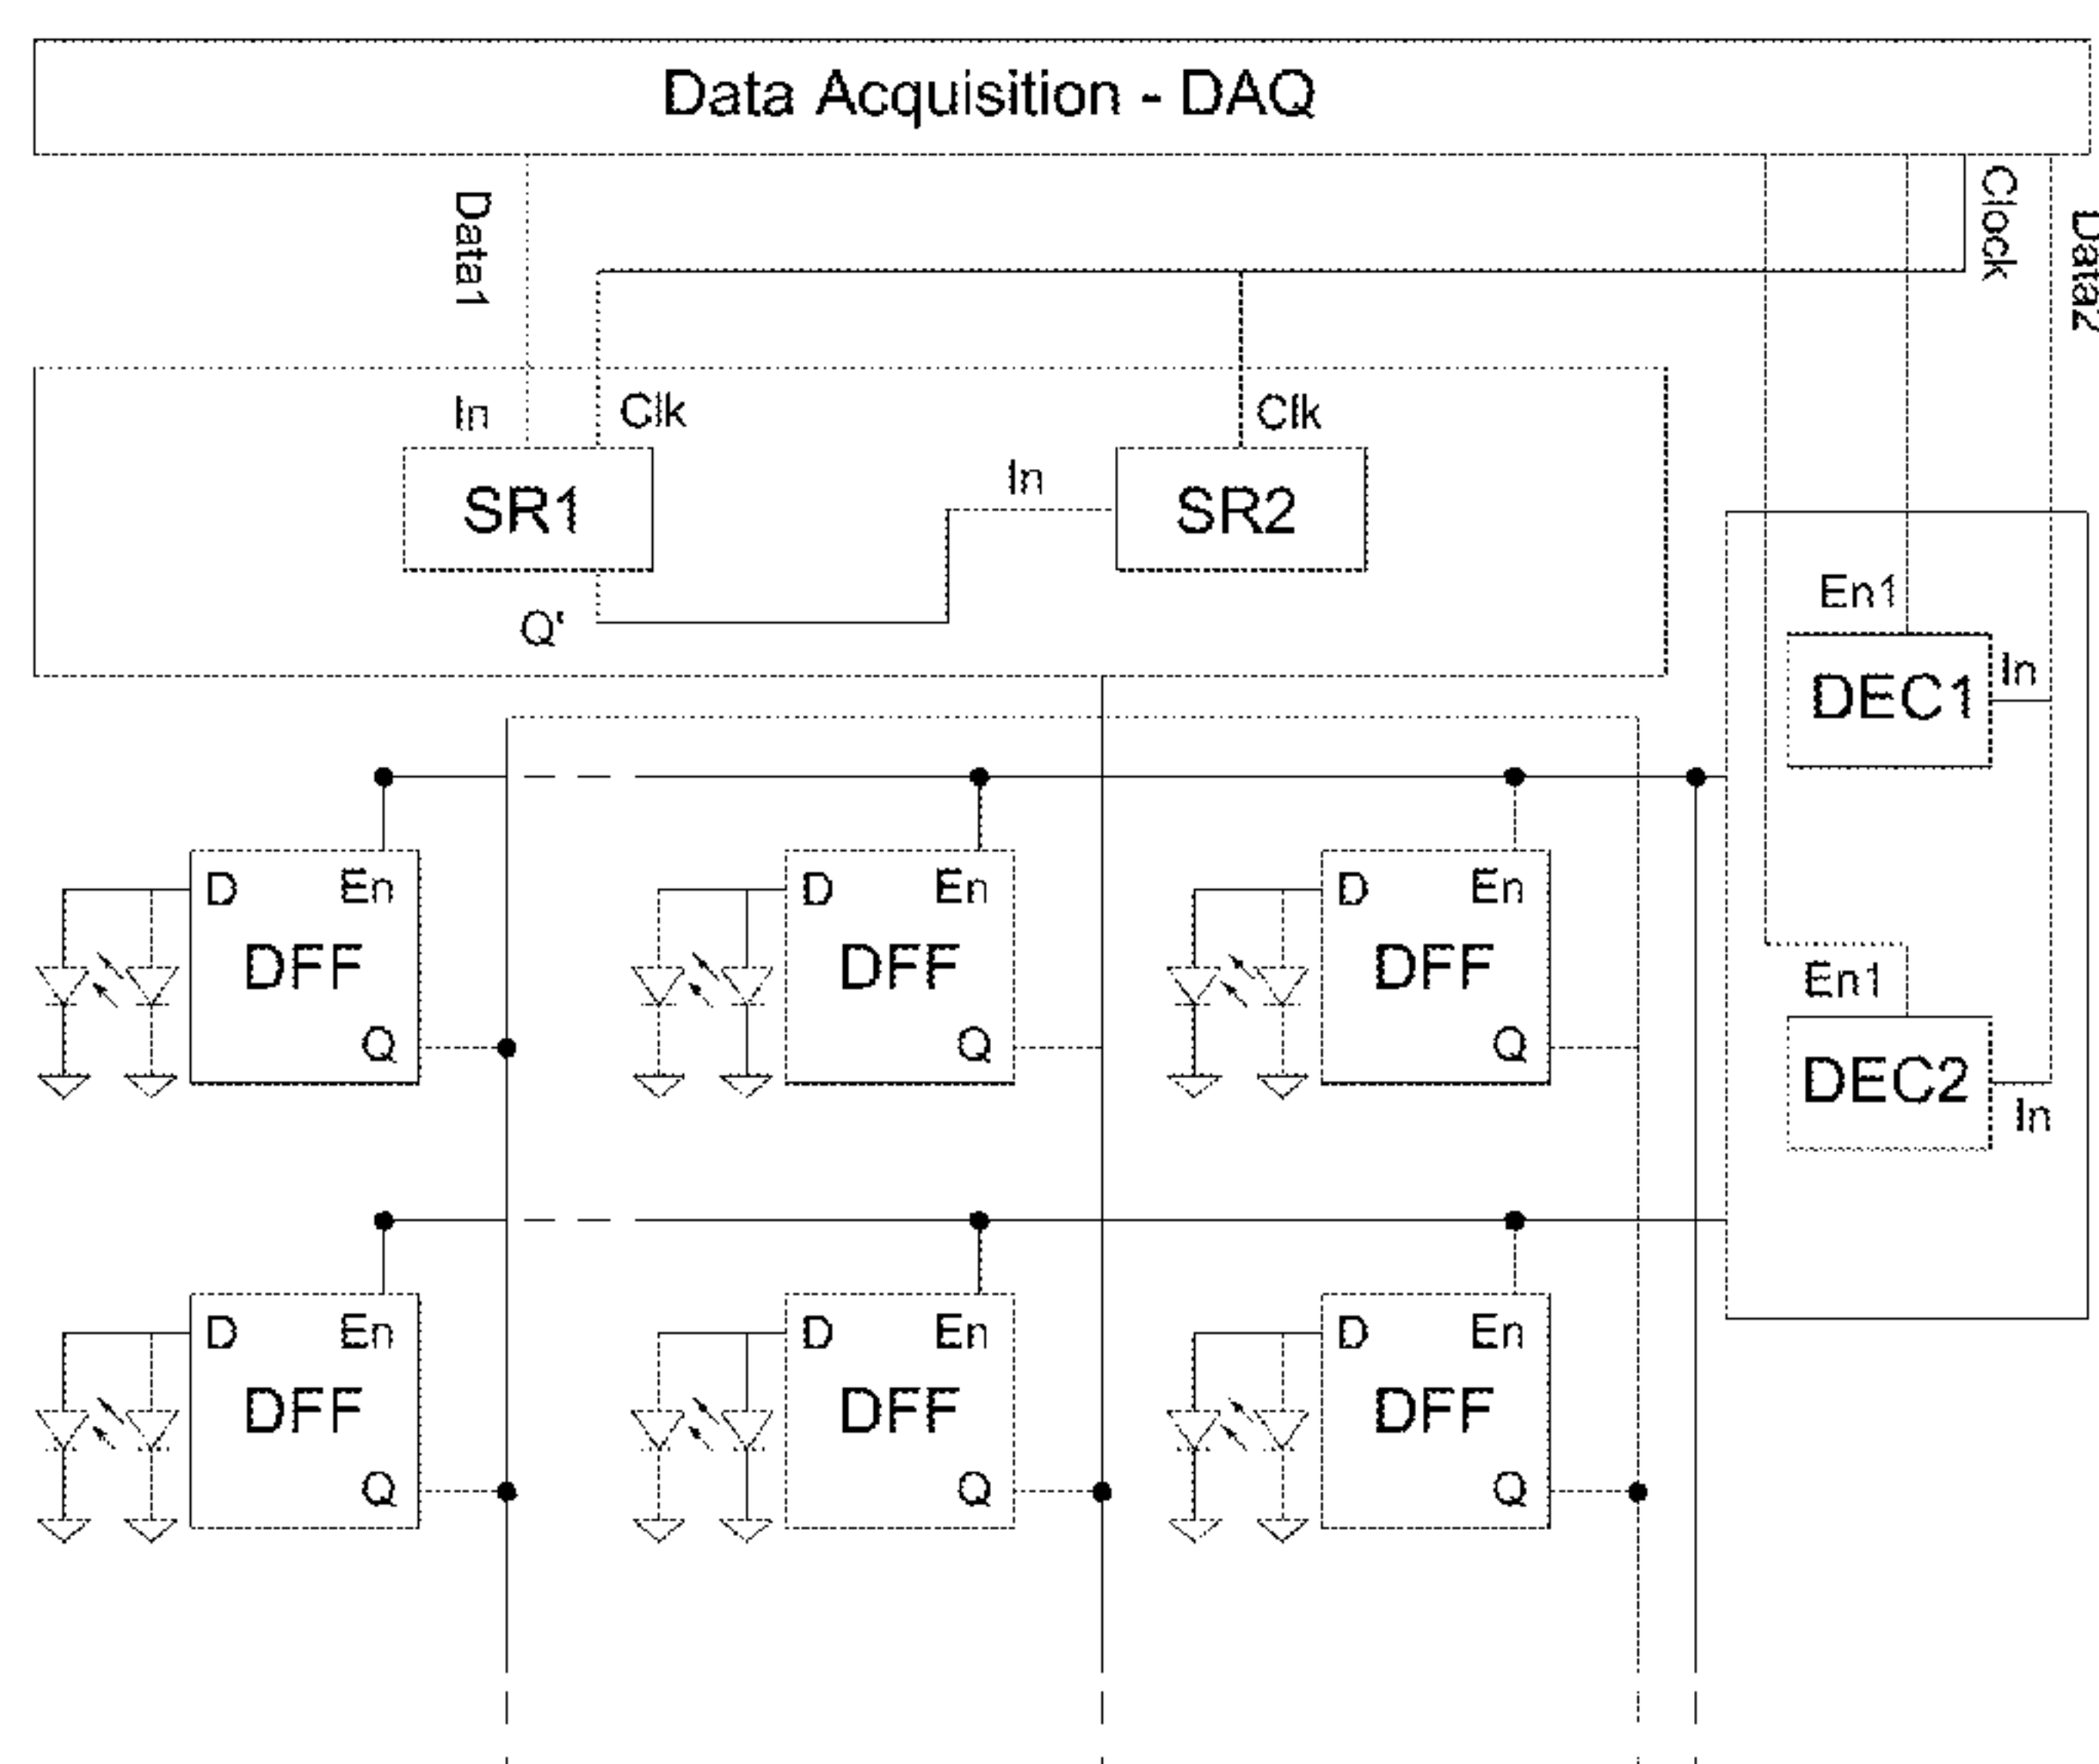 Data Acquisition - DAQ
Data1
Clock
Data2
In
Clk
Clk
SR1
In
SR2
Q'
En1
DEC1
In
D
En
DFF
Q
D
En
DFF
Q
D
En
DFF
Q
En1
DEC2
In
D
En
DFF
Q
D
En
DFF
Q
D
En
DFF
Q